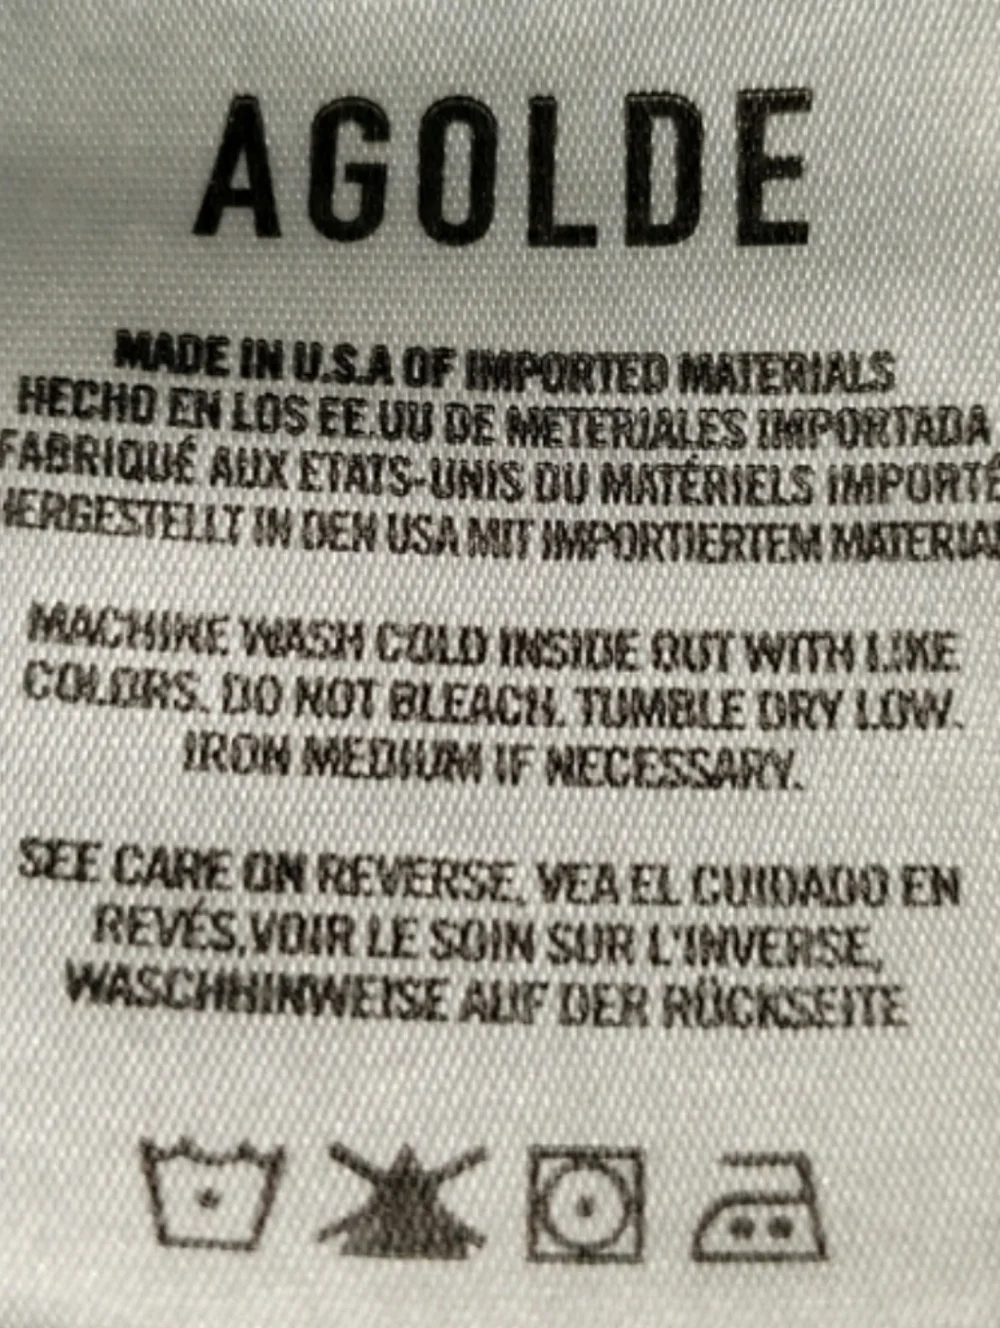 AGOLDE
MADE IN U.S.A OF IMPORTED MATERIALS
HECHO EN LOS EE.UU DE METERIALES IMPORTADA
FABRIQUÉ AUX ETATS-UNIS DU MATÉRIELS IMPORTÉ
HERGESTELLT IN DEN USA MIT IMPORTIERTEM MATERIAL
MACHINE WASH COLD INSIDE OUT WITH LIKE
COLORS. DO NOT BLEACH. TUMBLE DRY LOW.
IRON MEDIUM IF NECESSARY.
SEE CARE ON REVERSE, VEA EL CUIDADO EN
REVÉS,VOIR LE SOIN SUR L'INVERSE,
WASCHHINWEISE AUF DER RÜCKSEITE